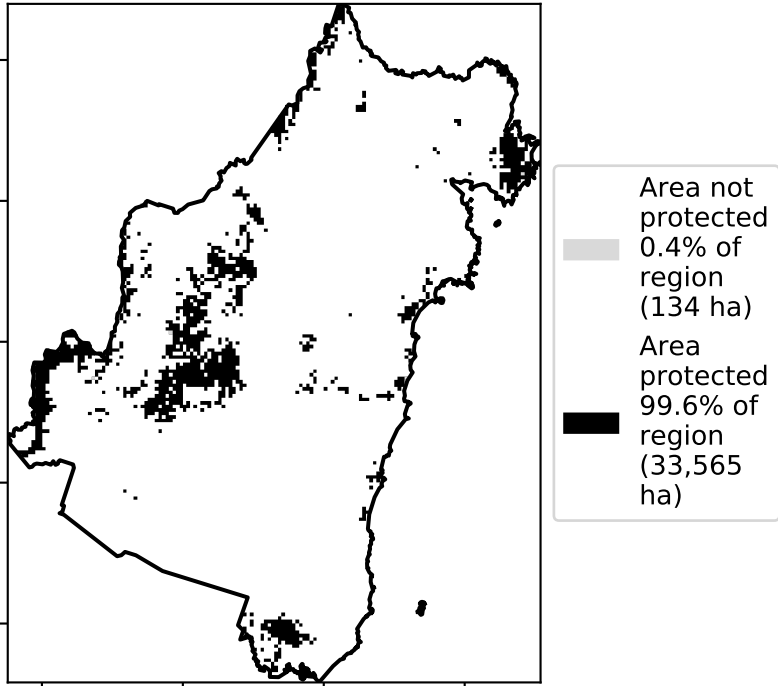 Area not
protected
0.4% of
region
(134 ha)
Area
protected
99.6% of
region
(33,565
ha)